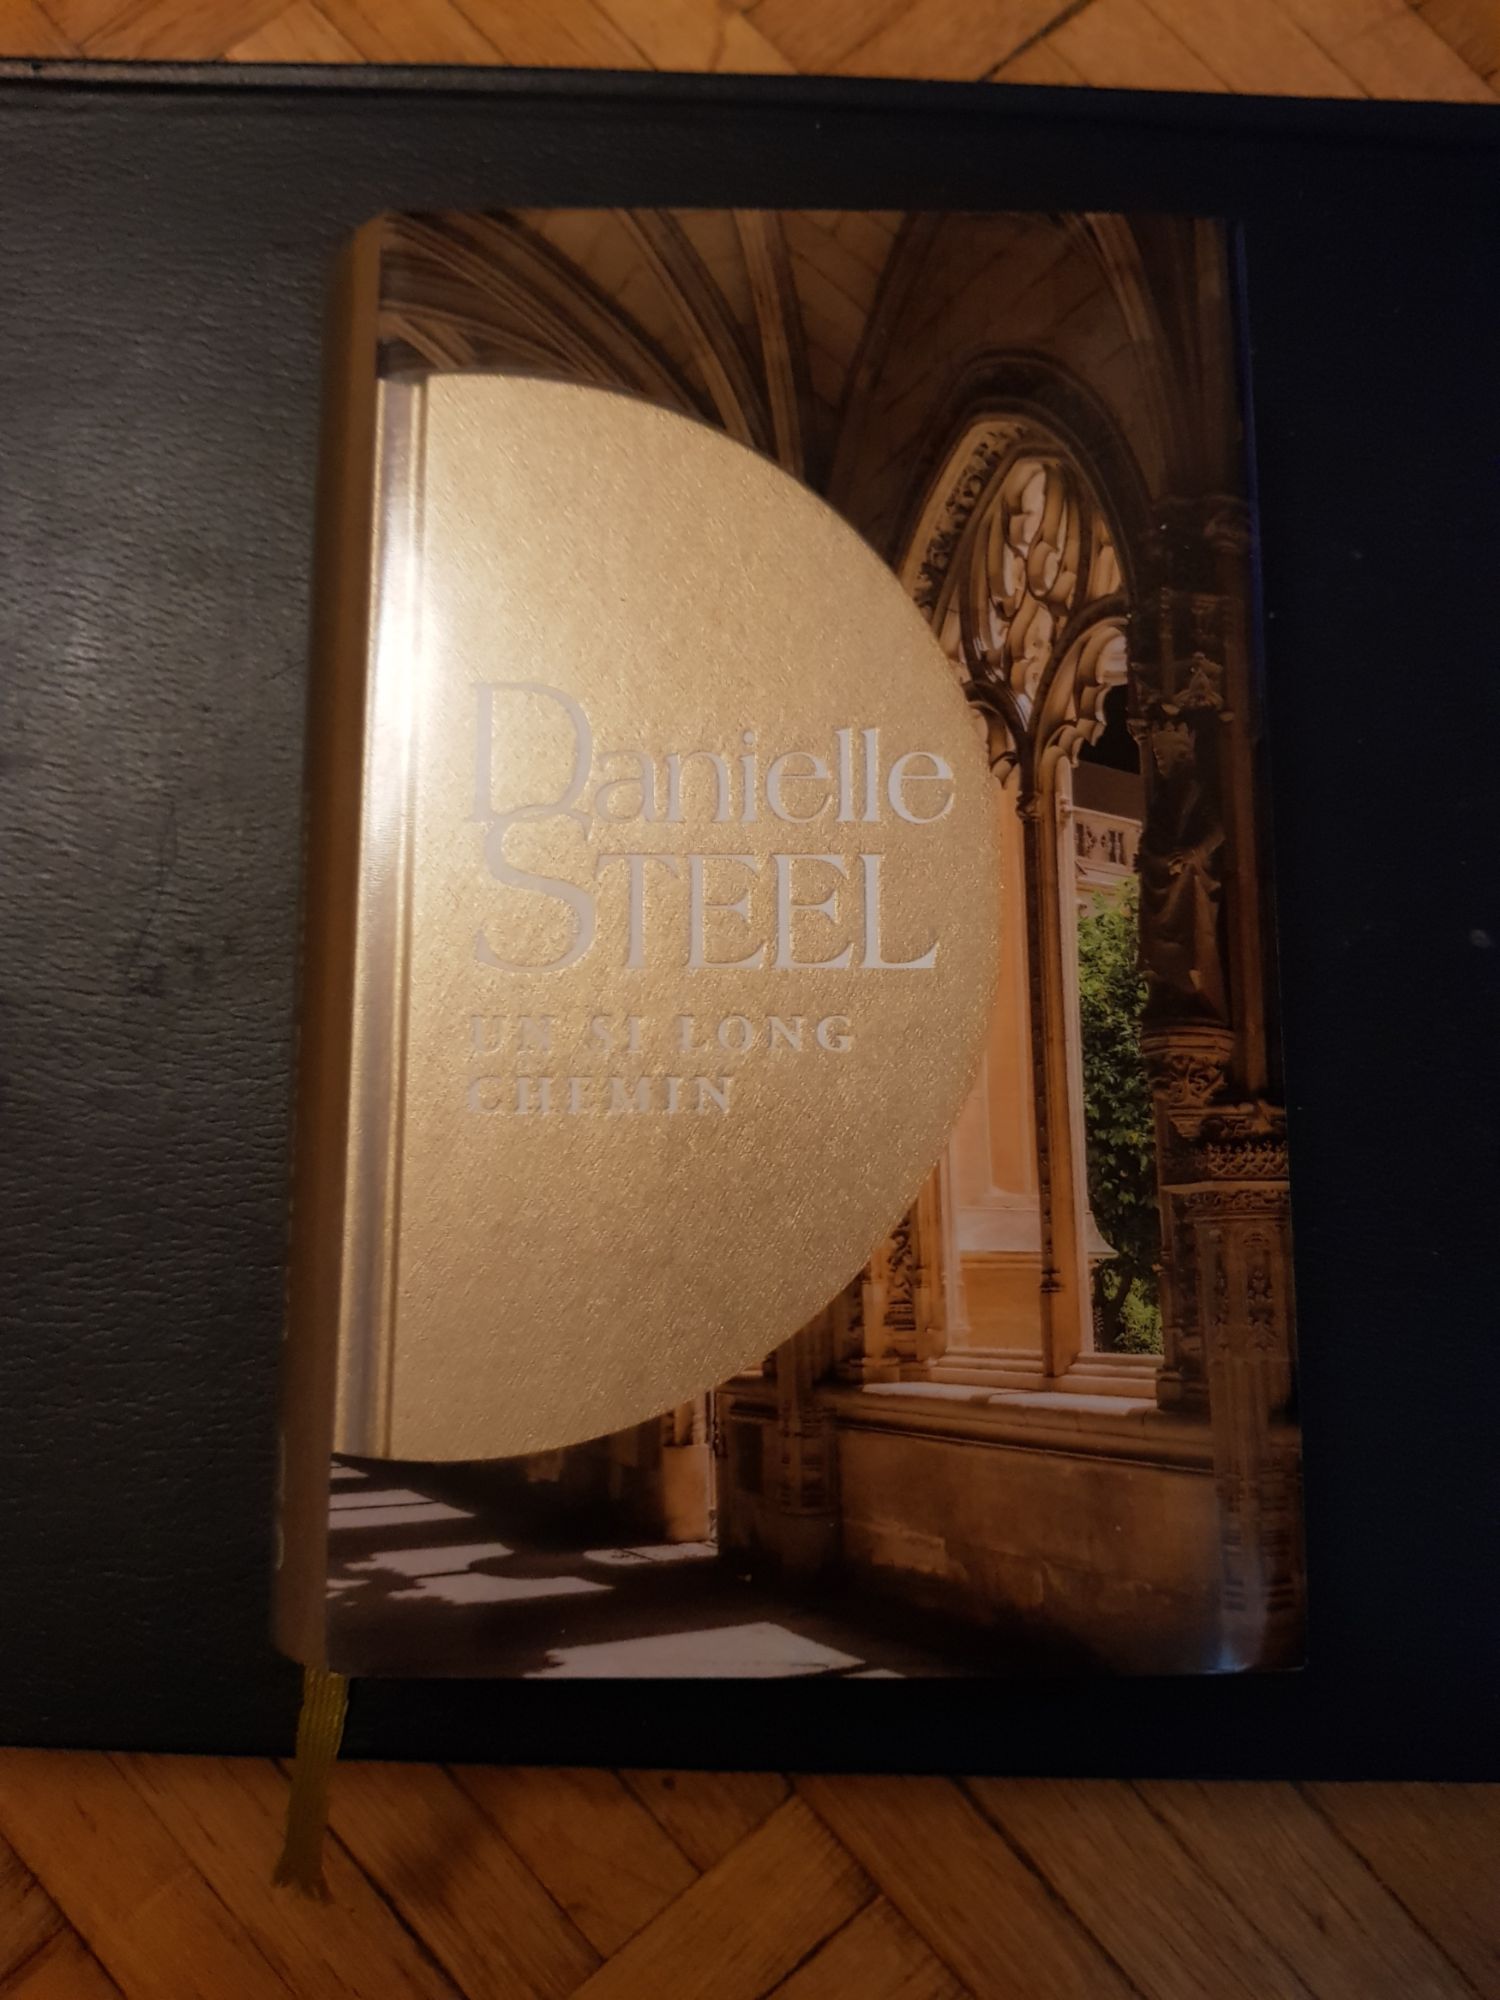 Danielle
STEEL
UN SI LONG
CHEMIN